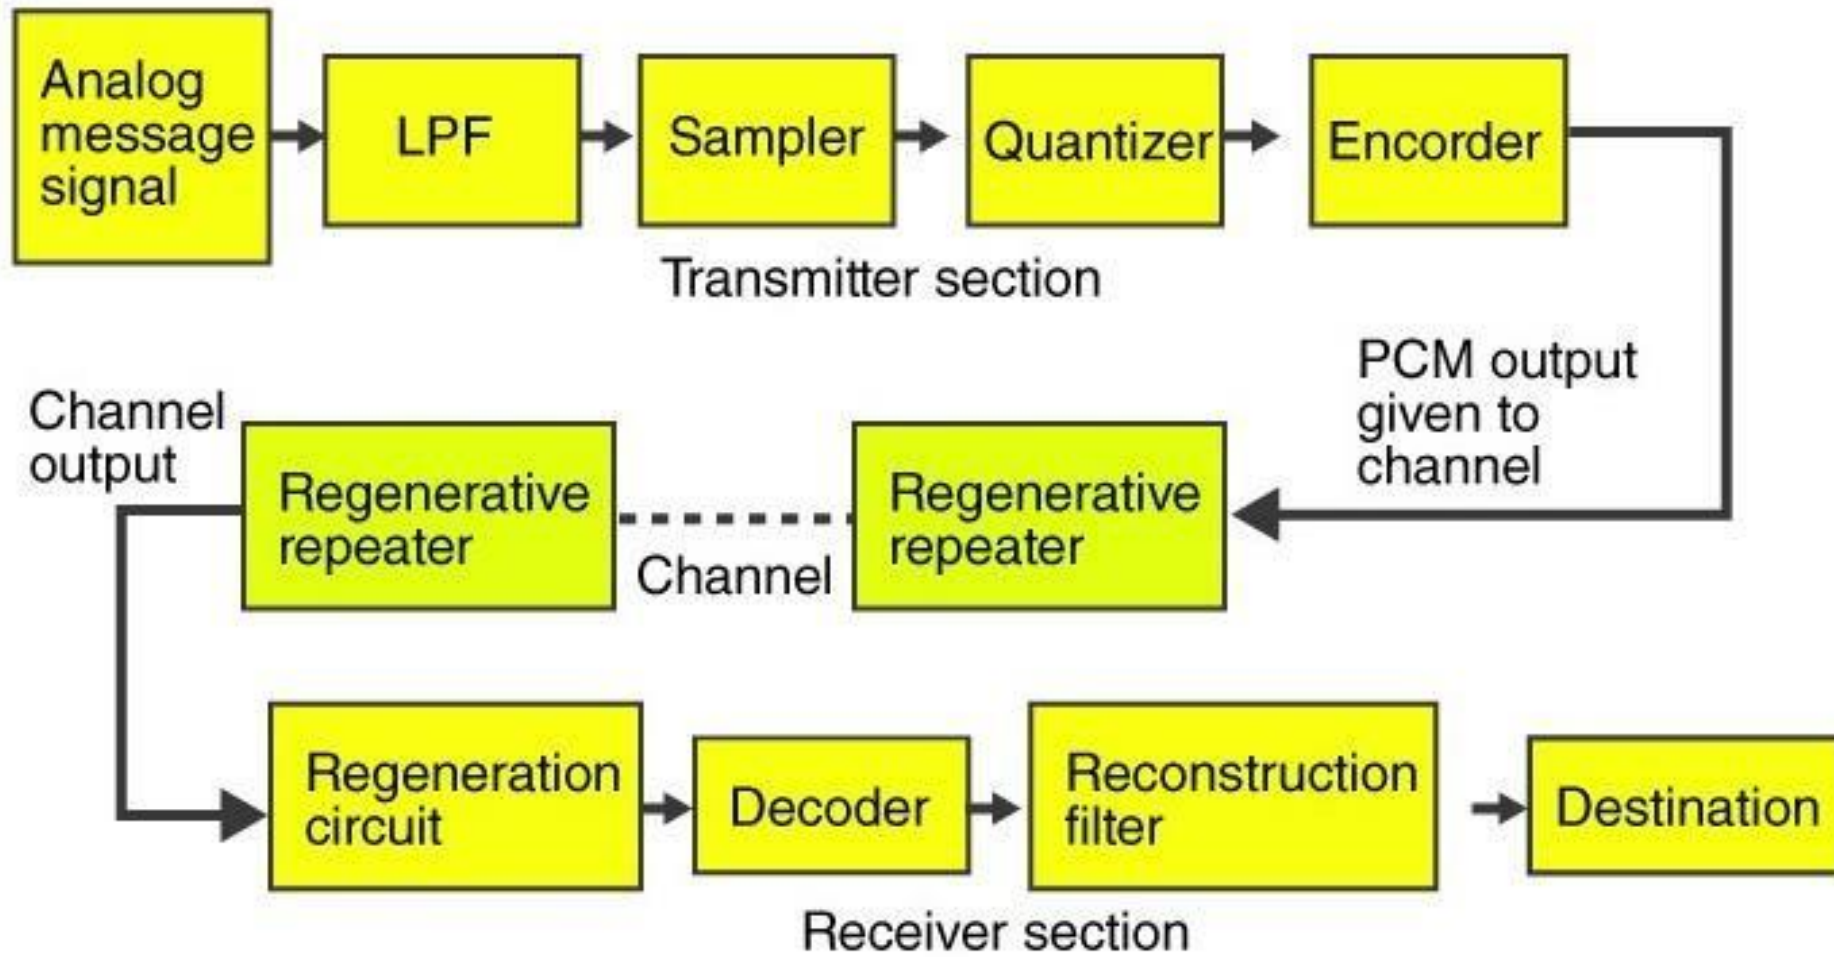 Analog
message
signal
LPF
Sampler
Quantizer
Encorder
Transmitter section
PCM output
given to
channel
Channel
output
Regenerative
repeater
Channel
Regenerative
repeater
Regeneration
circuit
Decoder
Reconstruction
filter
Destination
Receiver section